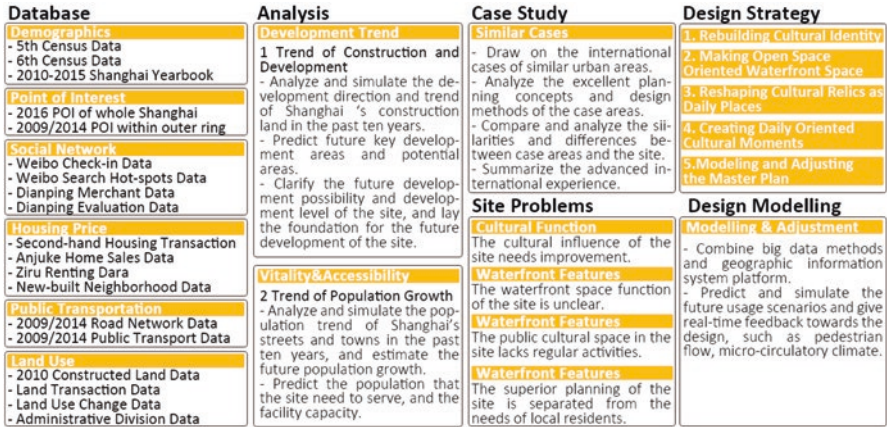 Database
Demographics
- 5th Census Data
- 6th Census Data
- 2010-2015 Shanghai Yearbook
Point of Interest
- 2016 POI of whole Shanghai
- 2009/2014 POI within outer ring
Social Network
- Weibo Check-in Data
- Weibo Search Hot-spots Data
- Dianping Merchant Data
- Dianping Evaluation Data
Housing Price
- Second-hand Housing Transaction
- Anjuke Home Sales Data
- Ziru Renting Dara
- New-built Neighborhood Data
Public Transportation
- 2009/2014 Road Network Data
- 2009/2014 Public Transport Data
Land Use
- 2010 Constructed Land Data
- Land Transaction Data
- Land Use Change Data
- Administrative Division Data
Analysis
Development Trend
1 Trend of Construction and
Development
- Analyze and simulate the de-
velopment direction and trend
of Shanghai 's construction
land in the past ten years.
- Predict future key develop-
ment areas and potential
areas.
- Clarify the future develop-
ment possibility and develop-
ment level of the site, and lay
the foundation for the future
development of the site.
Vitality&Accessibility
2 Trend of Population Growth
- Analyze and simulate the pop-
ulation trend of Shanghai's
streets and towns in the past
ten years, and estimate the
future population growth.
- Predict the population that
the site need to serve, and the
facility capacity.
Case Study
Similar Cases
- Draw on the international
cases of similar urban areas.
- Analyze the excellent plan-
ning concepts and design
methods of the case areas.
- Compare and analyze the sii-
larities and differences be-
tween case areas and the site.
- Summarize the advanced in-
ternational experience.
Site Problems
Cultural Function
The cultural influence of the
site needs improvement.
Waterfront Features
The waterfront space function
of the site is unclear.
Waterfront Features
The public cultural space in the
site lacks regular activities.
Waterfront Features
The superior planning of the
site is separated from the
needs of local residents.
Design Strategy
1. Rebuilding Cultural Identity
2. Making Open Space
Oriented Waterfront Space
3. Reshaping Cultural Relics as
Daily Places
4. Creating Daily Oriented
Cultural Moments
5.Modeling and Adjusting
the Master Plan
Design Modelling
Modelling & Adjustment
- Combine big data methods
and geographic information
system platform.
- Predict and simulate the
future usage scenarios and give
real-time feedback towards the
design, such as pedestrian
flow, micro-circulatory climate.